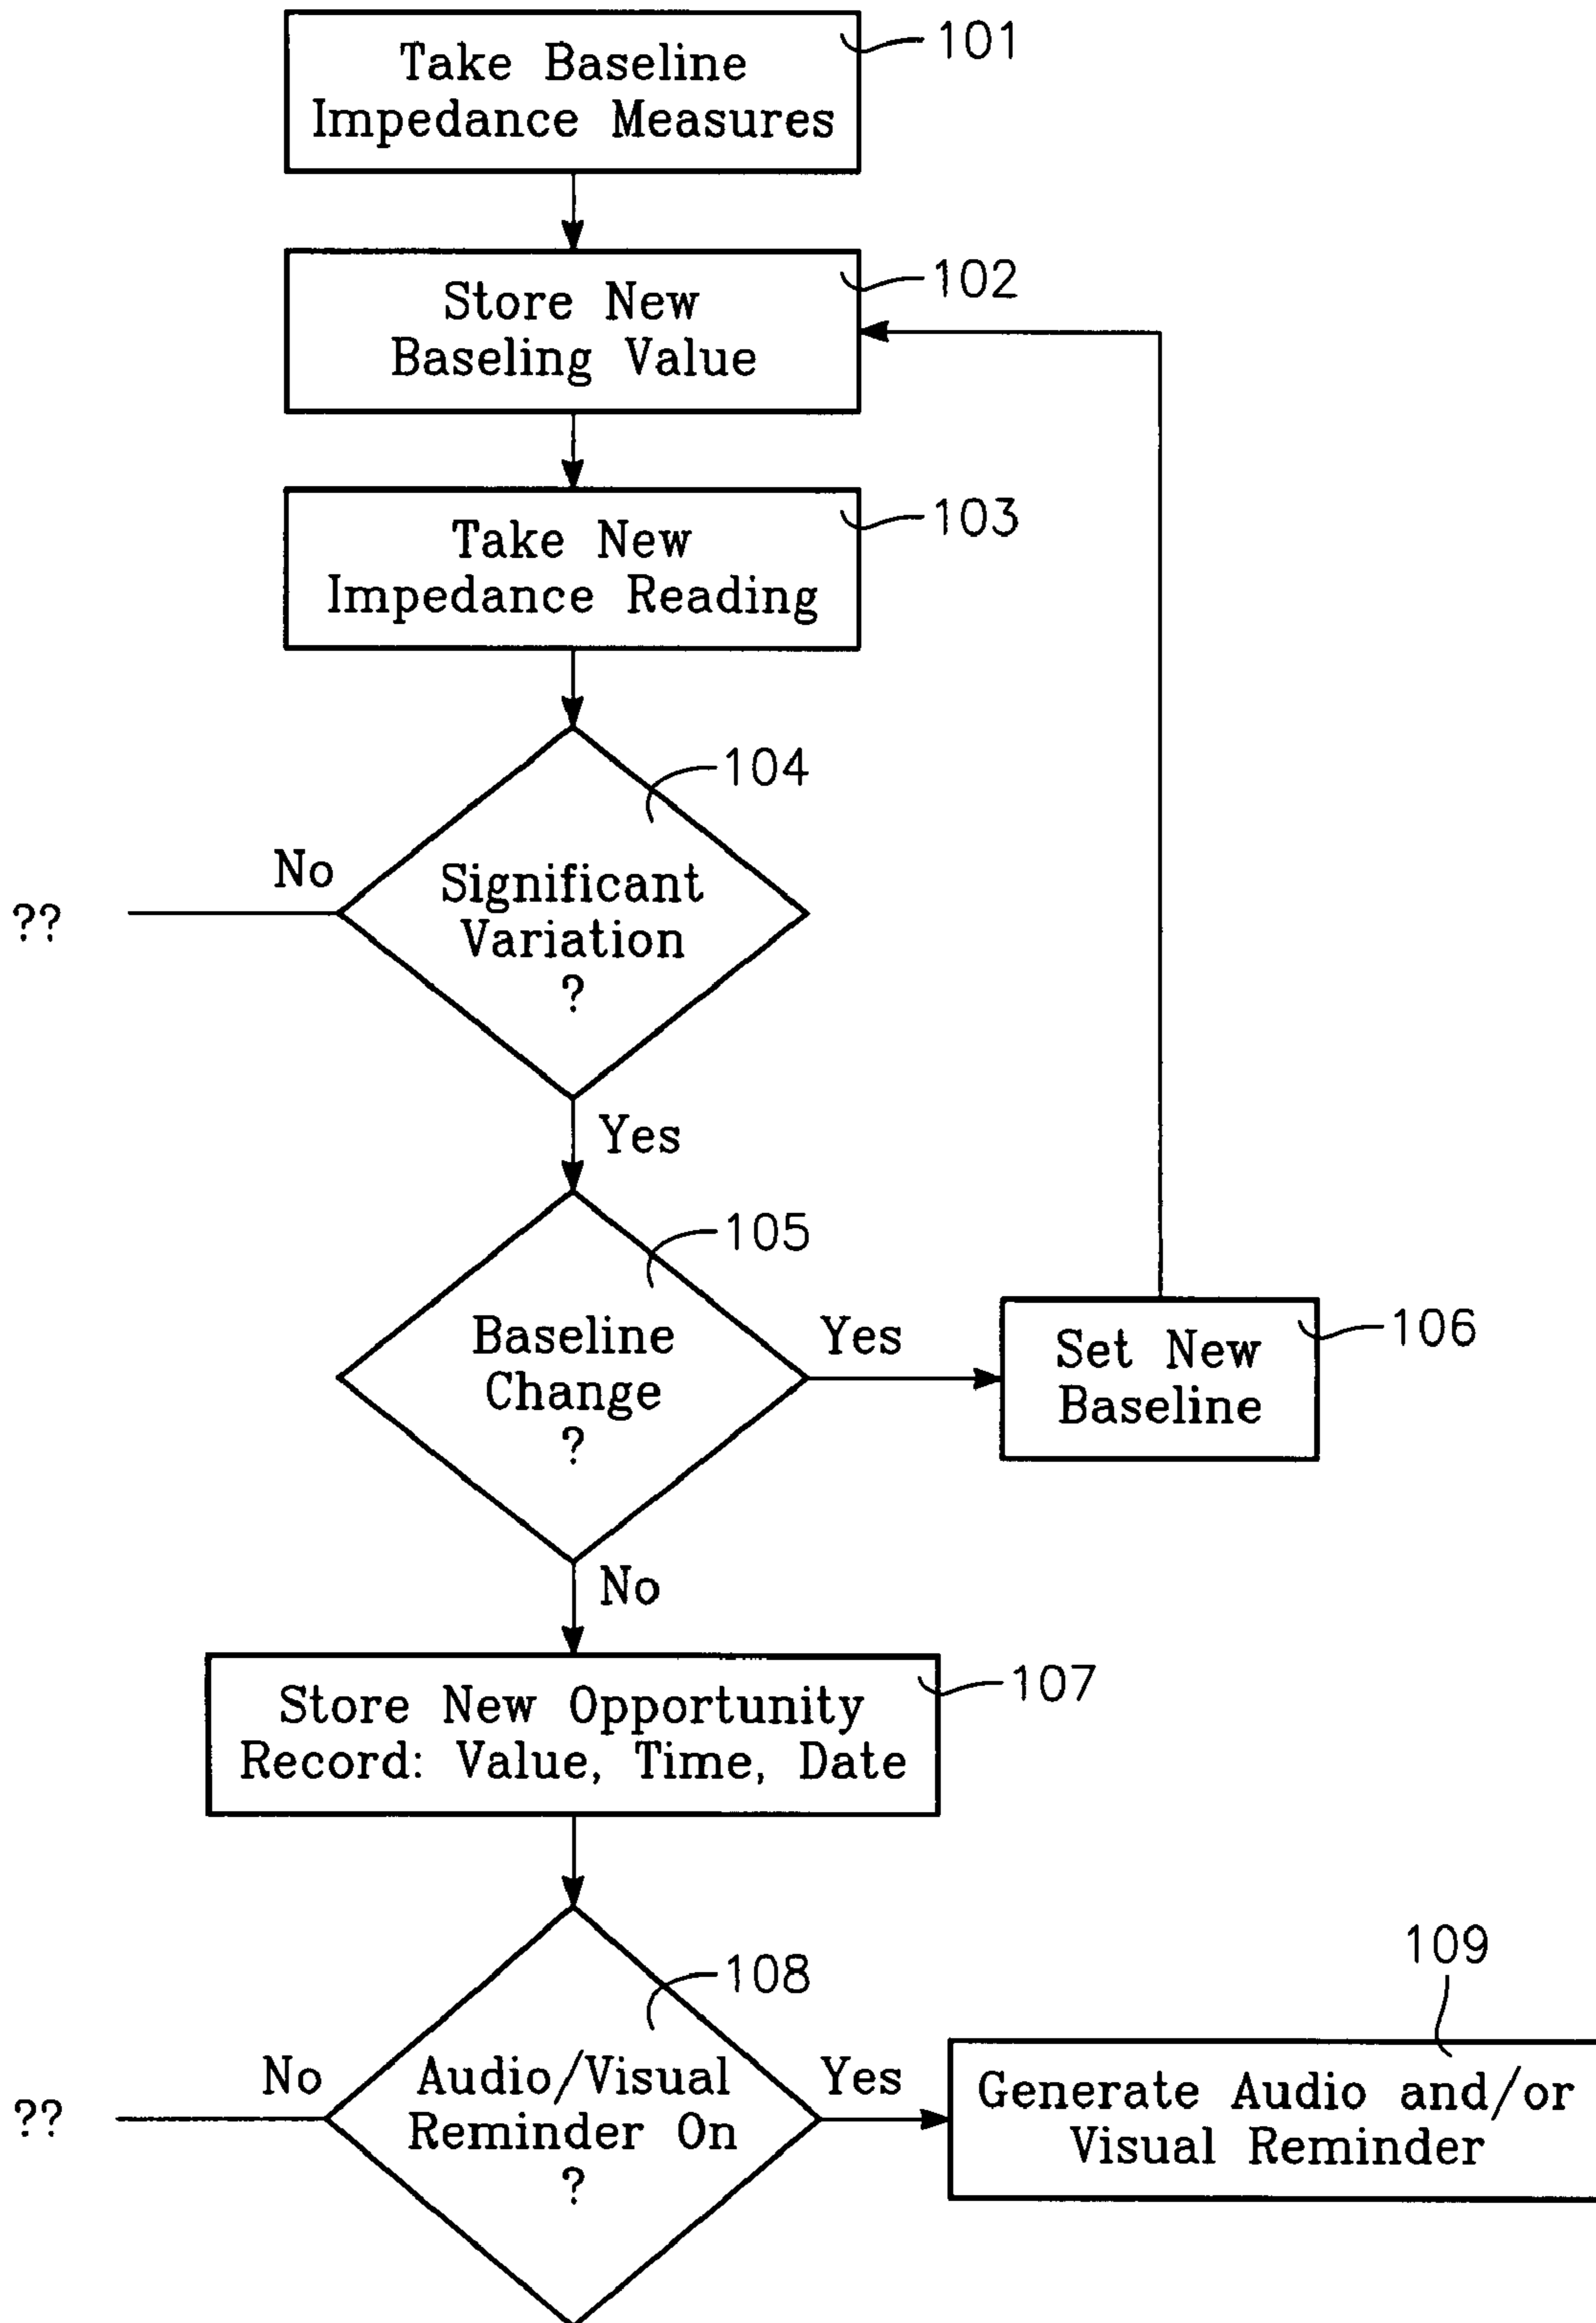 Take Baseline
Impedance Measures
101
Store New
Baseling Value
102
Take New
Impedance Reading
103
104
No
??
Significant
Variation
?
Yes
105
Baseline
Change
?
Yes
Set New
Baseline
106
No
Store New Opportunity
Record: Value, Time, Date
107
108
No
??
Audio/Visual
Reminder On
?
Yes
109
Generate Audio and/or
Visual Reminder